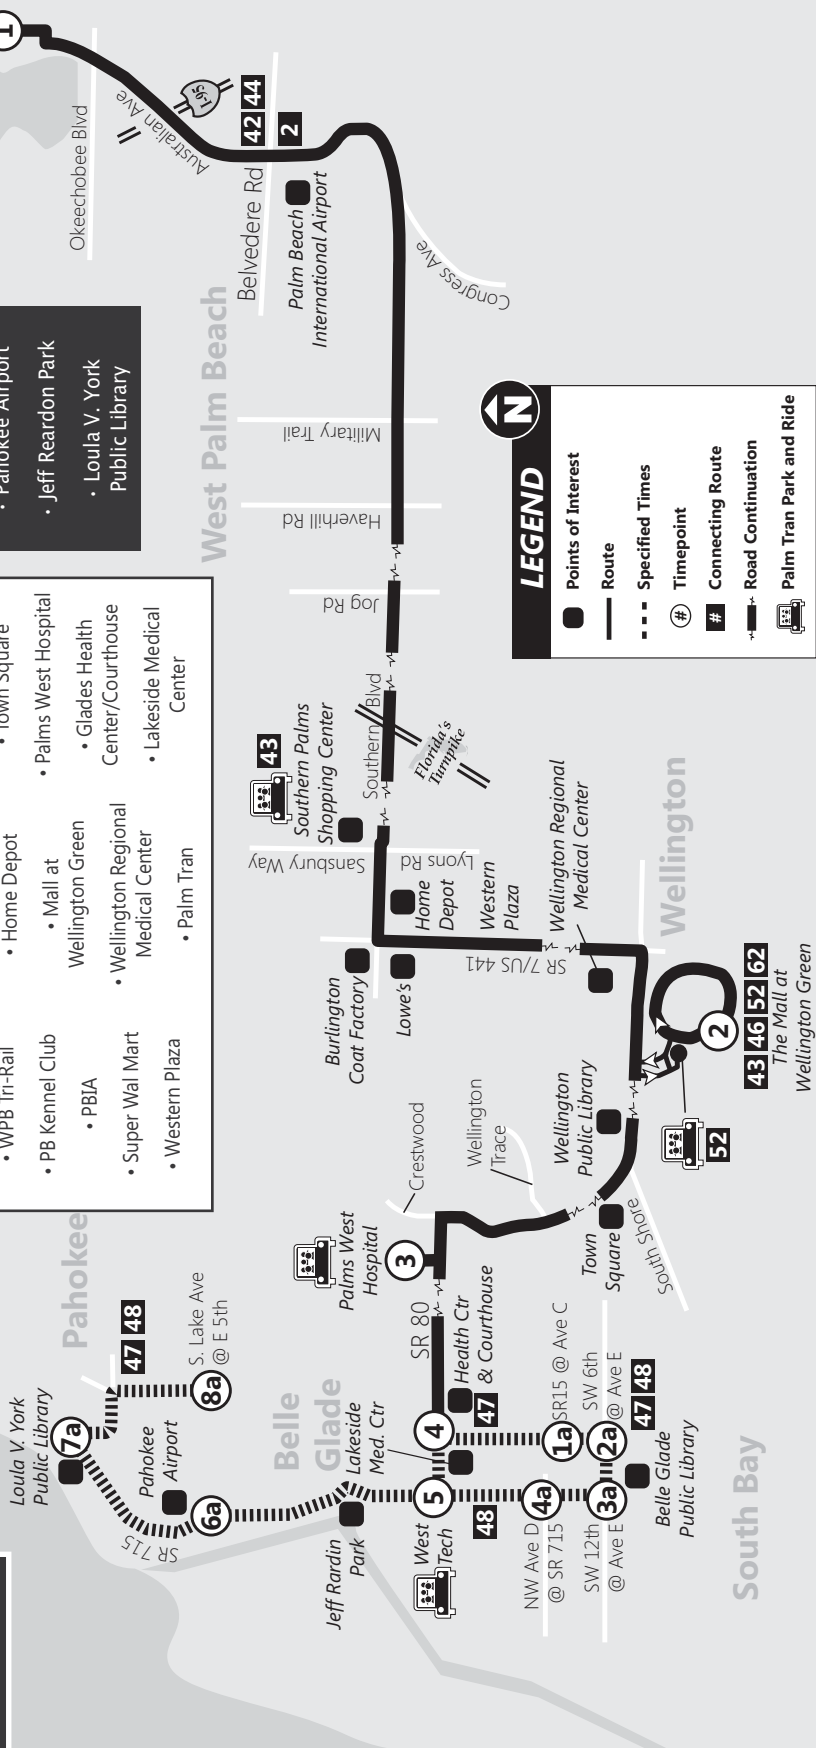 1
Okeechobee Blvd
Australian Ave
I-95
42 44
2
Belvedere Rd
Palm Beach
International Airport
Congress Ave
West Palm Beach
Military Trail
Haverhill Rd
Jog Rd
Southern Blvd
Florida's
Turnpike
43
Southern Palms
Shopping Center
Sansbury Way
Lyons Rd
Home
Depot
Western
Plaza
Burlington
Coat Factory
Lowe's
SR 7/US 441
Wellington Regional
Medical Center
Wellington
2
43 46 52 62
The Mall at
Wellington Green
52
Wellington
Public Library
Wellington
Trace
Crestwood
Town
Square
South Shore
3
Palms West
Hospital
SR 80
Health Ctr
& Courthouse
47
4
Lakeside
Med. Ctr
Belle
Glade
5
West
Tech
48
1a
SR15 @ Ave C
2a
SW 6th
@ Ave E
47 48
3a
SW 12th
@ Ave E
4a
NW Ave D
@ SR 715
Belle Glade
Public Library
South Bay
Jeff Rardin
Park
6a
Pahokee
Airport
SR 715
7a
Loula V. York
Public Library
Pahokee
47 48
8a
S. Lake Ave
@ E 5th
• WPB Tri-Rail
• PB Kennel Club
• PBIA
• Super Wal Mart
• Western Plaza
• Home Depot
• Mall at
Wellington Green
• Wellington Regional
Medical Center
• Palm Tran
• Town Square
• Palms West Hospital
• Glades Health
Center/Courthouse
• Lakeside Medical
Center
• Pahokee Airport
• Jeff Reardon Park
• Loula V. York
Public Library
N
LEGEND
Points of Interest
Route
Specified Times
# Timepoint
# Connecting Route
Road Continuation
Palm Tran Park and Ride